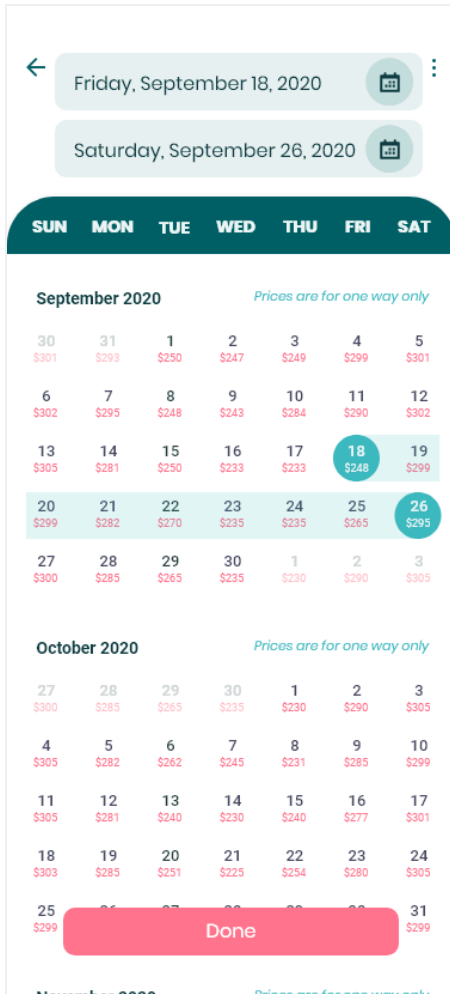 Friday, September 18, 2020
Saturday, September 26, 2020
SUN MON TUE WED THU FRI SAT
September 2020 Prices are for one way only
30 31 1 2 3 4 5
$301 $293 $250 $247 $249 $299 $301
6 7 8 9 10 11 12
$302 $295 $248 $243 $284 $290 $302
13 14 15 16 17 18 19
$305 $281 $250 $233 $233 $248 $299
20 21 22 23 24 25 26
$299 $282 $270 $235 $235 $265 $295
27 28 29 30 1 2 3
$300 $285 $265 $235 $230 $290 $305
October 2020 Prices are for one way only
27 28 29 30 1 2 3
$300 $285 $265 $235 $230 $290 $305
4 5 6 7 8 9 10
$305 $282 $262 $245 $231 $285 $299
11 12 13 14 15 16 17
$305 $281 $240 $230 $240 $277 $301
18 19 20 21 22 23 24
$303 $285 $251 $225 $254 $280 $305
25 31
$299 $299
Done